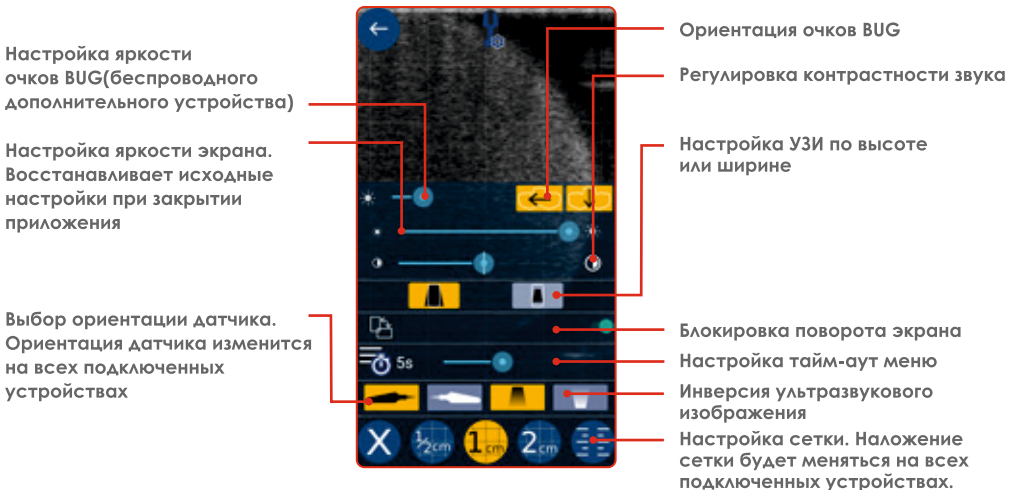 Настройка яркости
очков BUG(беспроводного
дополнительного устройства)
Настройка яркости экрана.
Восстанавливает исходные
настройки при закрытии
приложения
Выбор ориентации датчика.
Ориентация датчика изменится
на всех подключенных
устройствах
5s
X
½cm
1cm
2cm
Ориентация очков BUG
Регулировка контрастности звука
Настройка УЗИ по высоте
или ширине
Блокировка поворота экрана
Настройка тайм-аут меню
Инверсия ультразвукового
изображения
Настройка сетки. Наложение
сетки будет меняться на всех
подключенных устройствах.